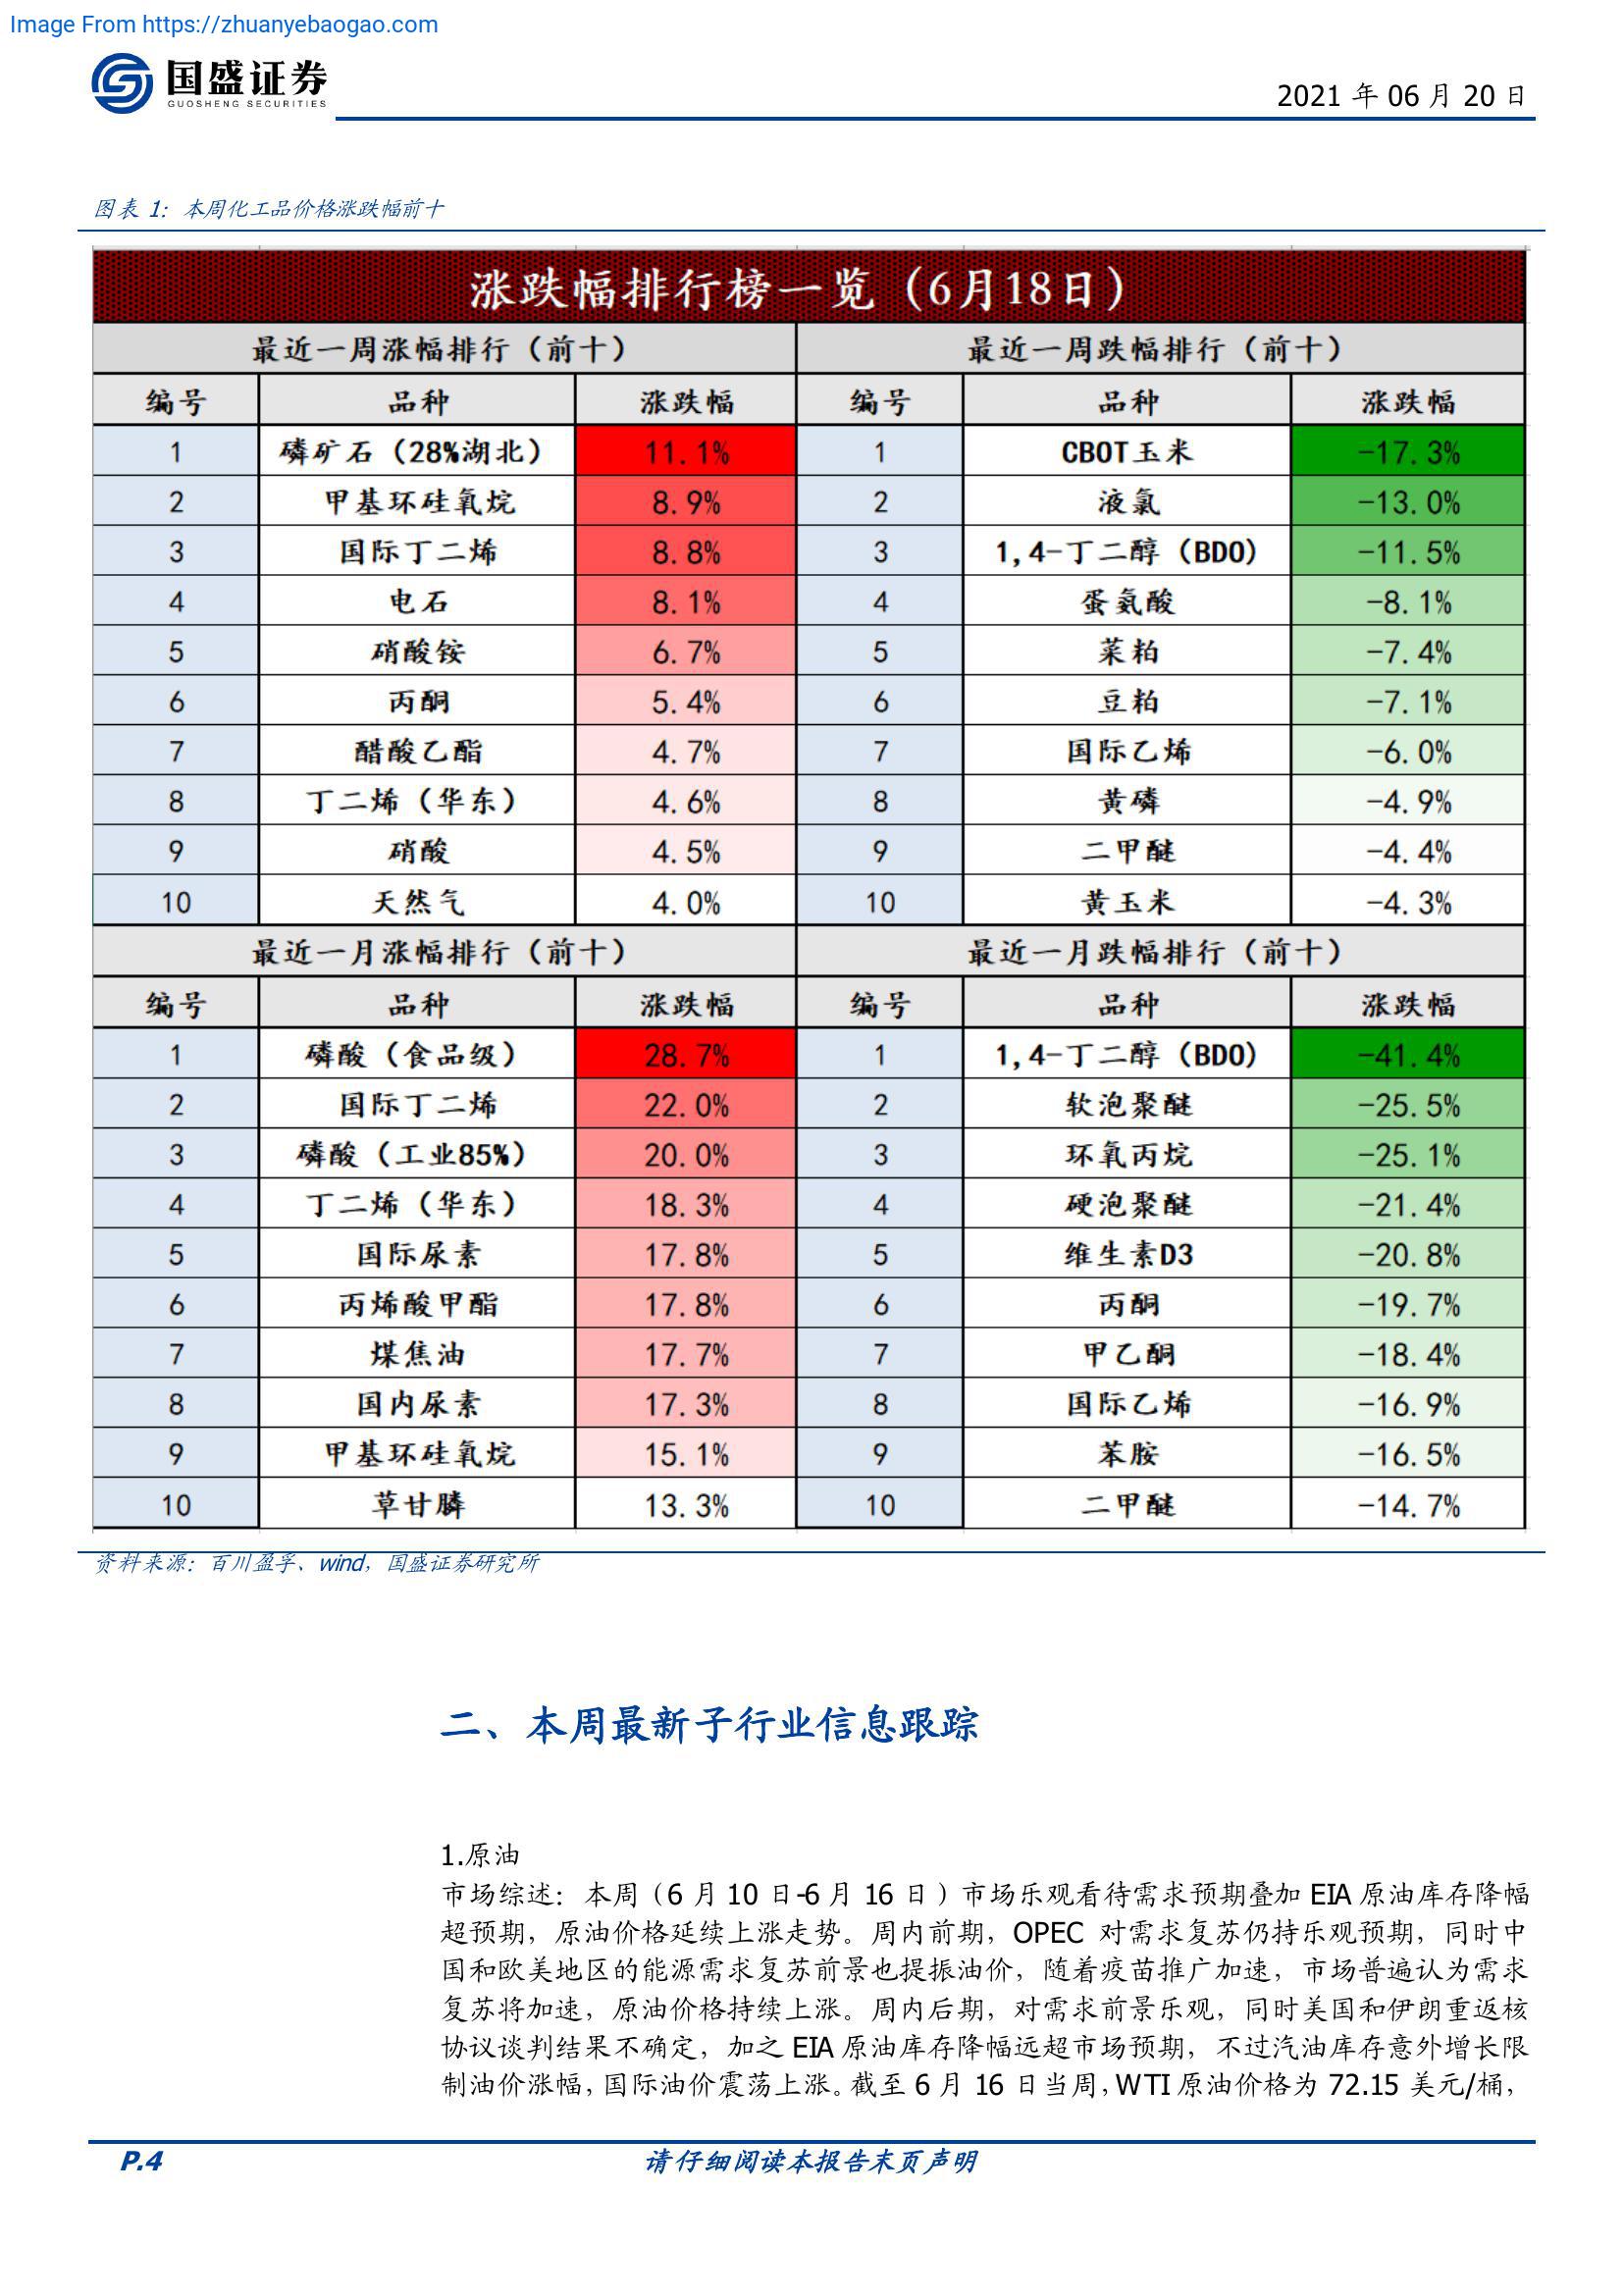 Image From https://zhuanyebaogao.com
国盛证券
GUOSHENG SECURITIES
2021 年 06 月 20 日
图表 1：本周化工品价格涨跌幅前十
涨跌幅排行榜一览（6月18日）
最近一周涨幅排行（前十） 最近一周跌幅排行（前十）
编号 品种 涨跌幅 编号 品种 涨跌幅
1 磷矿石（28%湖北） 11.1% 1 CBOT玉米 -17.3%
2 甲基环硅氧烷 8.9% 2 液氯 -13.0%
3 国际丁二烯 8.8% 3 1,4-丁二醇（BDO） -11.5%
4 电石 8.1% 4 蛋氨酸 -8.1%
5 硝酸铵 6.7% 5 菜粕 -7.4%
6 丙酮 5.4% 6 豆粕 -7.1%
7 醋酸乙酯 4.7% 7 国际乙烯 -6.0%
8 丁二烯（华东） 4.6% 8 黄磷 -4.9%
9 硝酸 4.5% 9 二甲醚 -4.4%
10 天然气 4.0% 10 黄玉米 -4.3%
最近一月涨幅排行（前十） 最近一月跌幅排行（前十）
编号 品种 涨跌幅 编号 品种 涨跌幅
1 磷酸（食品级） 28.7% 1 1,4-丁二醇（BDO） -41.4%
2 国际丁二烯 22.0% 2 软泡聚醚 -25.5%
3 磷酸（工业85%） 20.0% 3 环氧丙烷 -25.1%
4 丁二烯（华东） 18.3% 4 硬泡聚醚 -21.4%
5 国际尿素 17.8% 5 维生素D3 -20.8%
6 丙烯酸甲酯 17.8% 6 丙酮 -19.7%
7 煤焦油 17.7% 7 甲乙酮 -18.4%
8 国内尿素 17.3% 8 国际乙烯 -16.9%
9 甲基环硅氧烷 15.1% 9 苯胺 -16.5%
10 草甘膦 13.3% 10 二甲醚 -14.7%
资料来源：百川盈孚、wind，国盛证券研究所
二、本周最新子行业信息跟踪
1.原油
市场综述：本周（6 月 10 日-6 月 16 日）市场乐观看待需求预期叠加 EIA 原油库存降幅
超预期，原油价格延续上涨走势。周内前期，OPEC 对需求复苏仍持乐观预期，同时中
国和欧美地区的能源需求复苏前景也提振油价，随着疫苗推广加速，市场普遍认为需求
复苏将加速，原油价格持续上涨。周内后期，对需求前景乐观，同时美国和伊朗重返核
协议谈判结果不确定，加之 EIA 原油库存降幅远超市场预期，不过汽油库存意外增长限
制油价涨幅，国际油价震荡上涨。截至 6 月 16 日当周，WTI 原油价格为 72.15 美元/桶，
P.4 请仔细阅读本报告末页声明